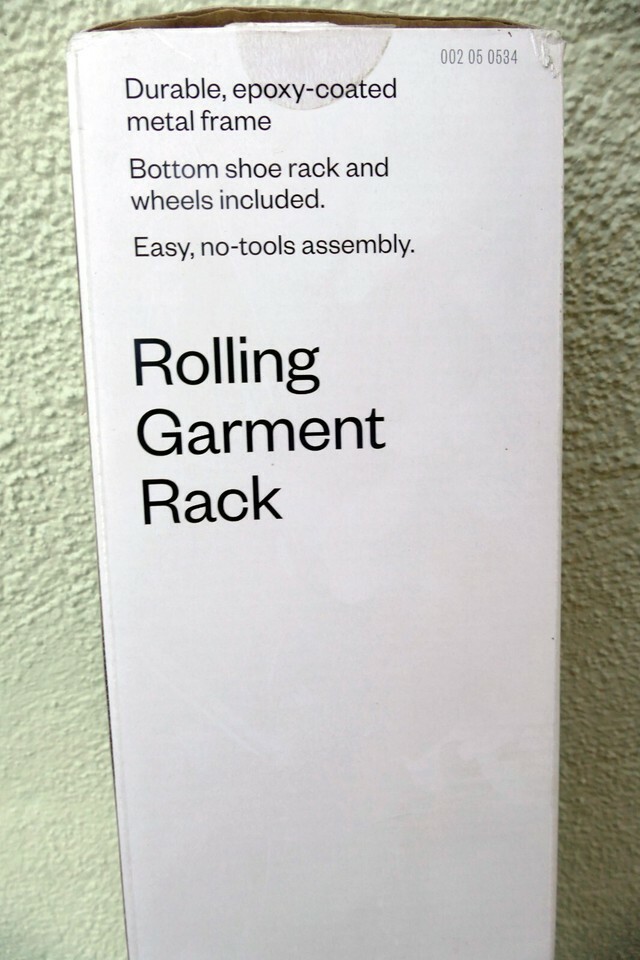 002 05 0534
Durable, epoxy-coated
metal frame
Bottom shoe rack and
wheels included.
Easy, no-tools assembly.
Rolling
Garment
Rack